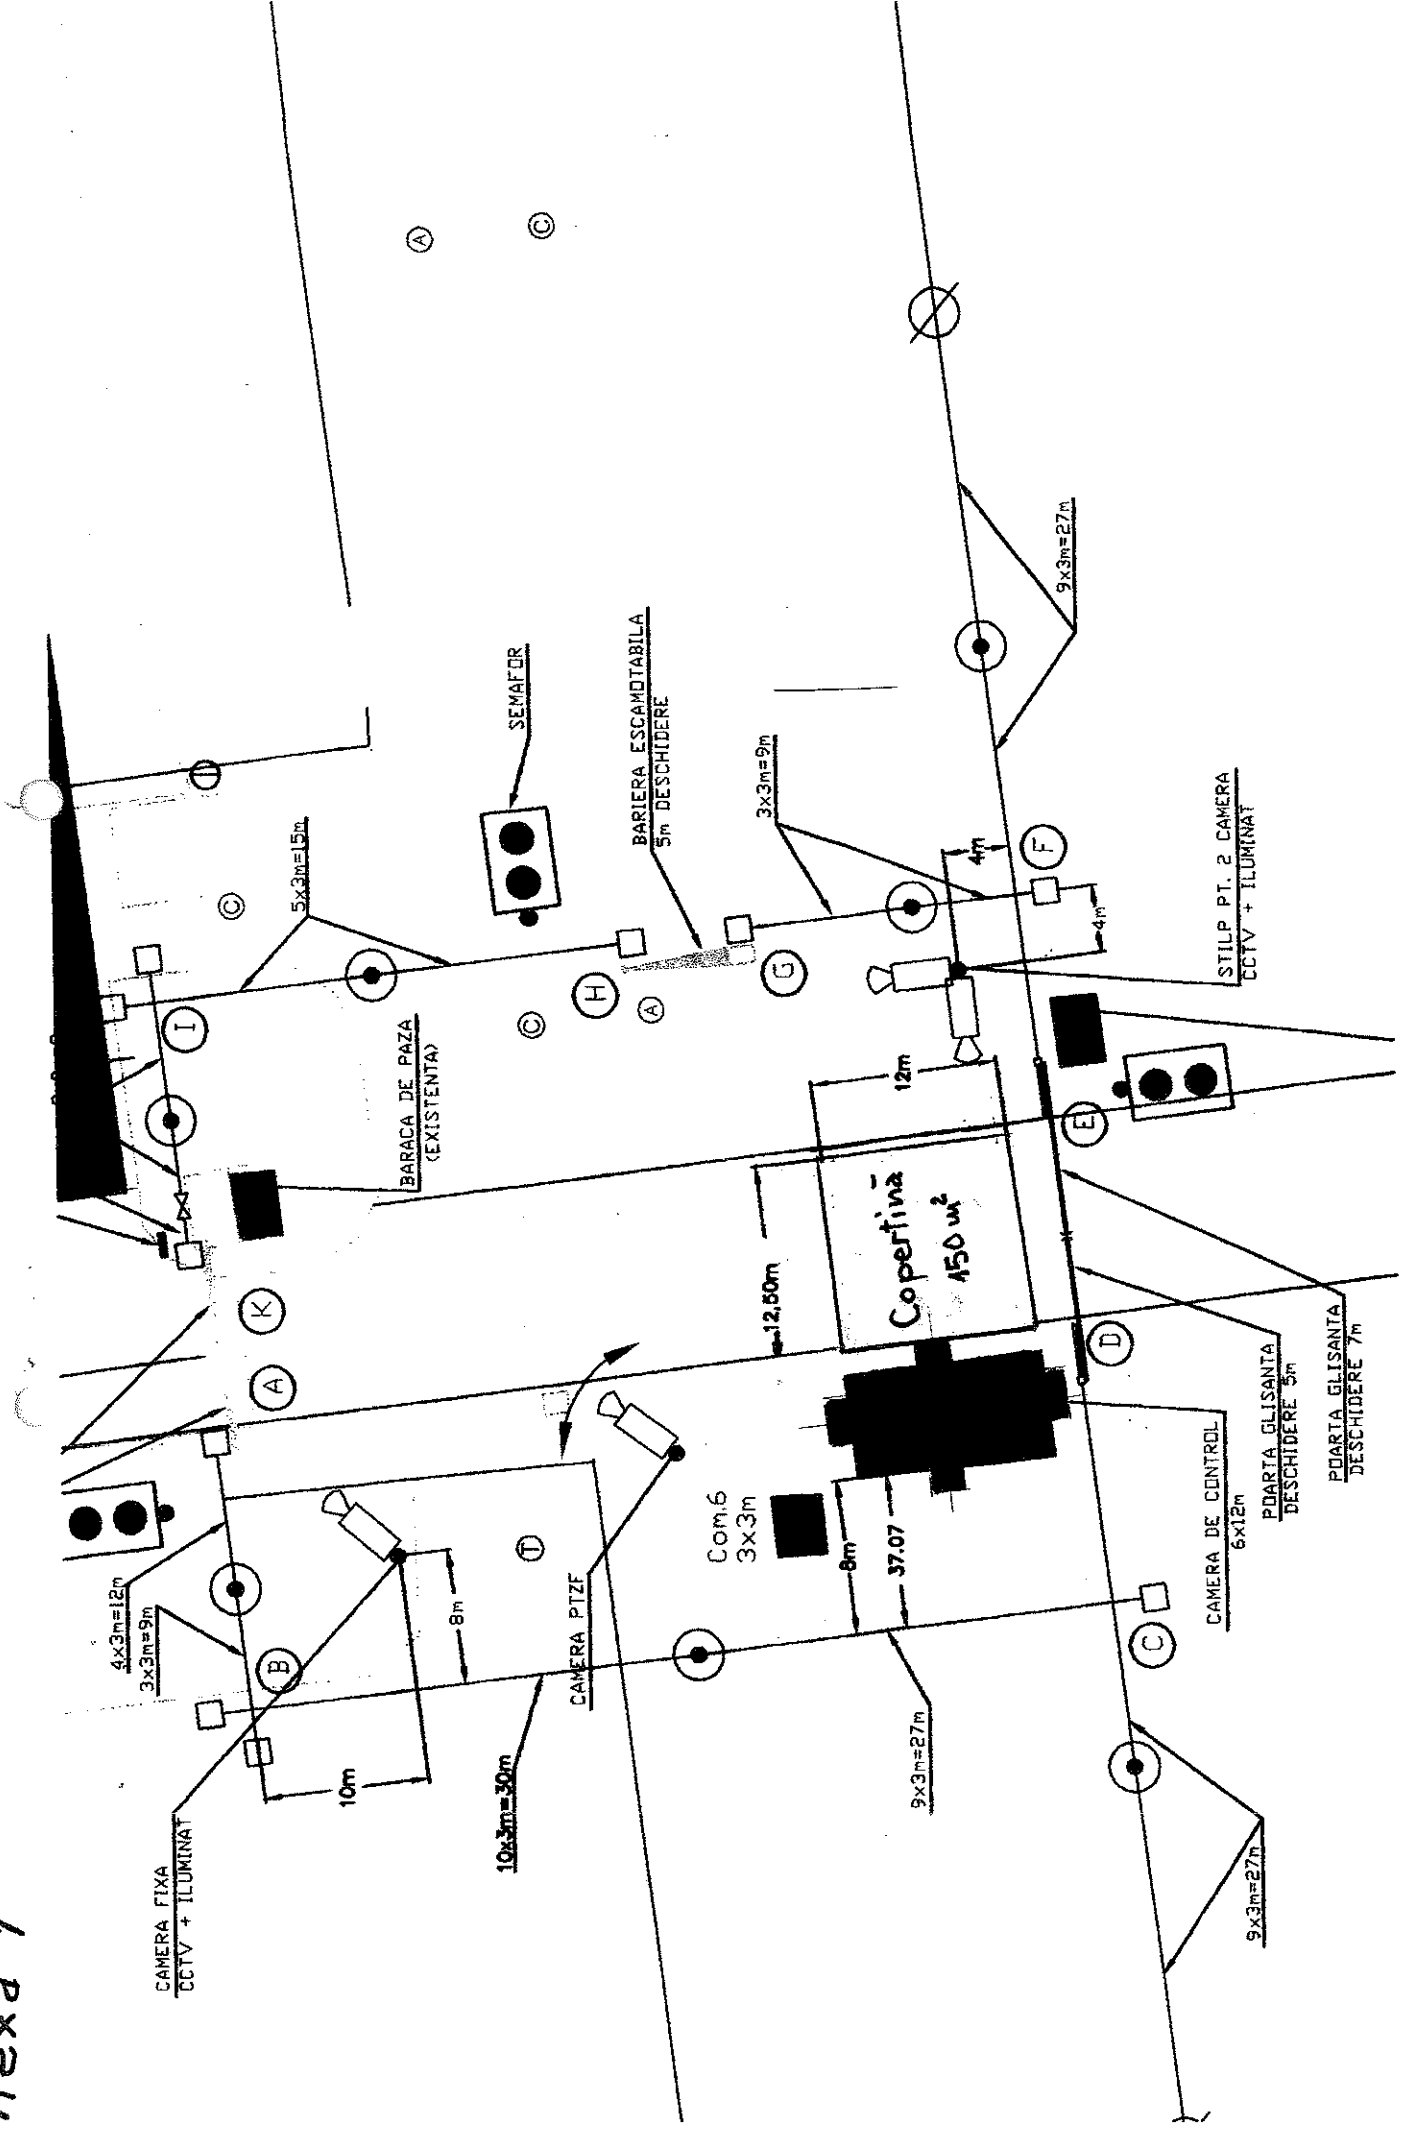 nexa 1
CAMERA FIXA
CCTV + ILUMINAT
4x3m=12m
3x3m=9m
10m
8m
B
A
K
I
T
C
5x3m=15m
BARACA DE PAZA
(EXISTENTA)
A
C
SEMAFOR
C
H
A
BARIERA ESCAMOTABILA
5m DESCHIDERE
G
3x3m=9m
10x3m=30m
CAMERA PTZF
Com.6
3x3m
12,50m
Copertină
150 m²
12m
4m
4m
F
9x3m=27m
8m
37.07
9x3m=27m
C
D
E
STILP PT. 2 CAMERA
CCTV + ILUMINAT
CAMERA DE CONTROL
6x12m
POARTA GLISANTA
DESCHIDERE 5m
POARTA GLISANTA
DESCHIDERE 7m
9x3m=27m